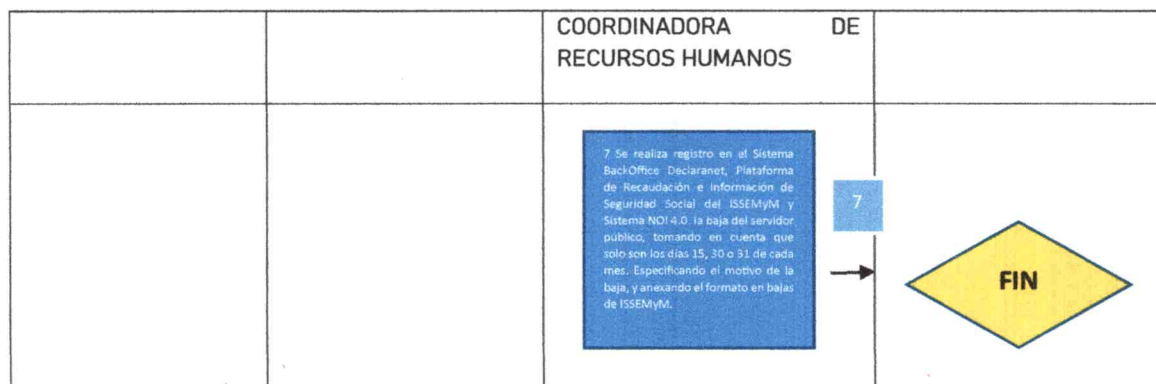 COORDINADORA DE
RECURSOS HUMANOS
7 Se realiza registro en el Sistema
BackOffice Declaranet, Plataforma
de Recaudación e Información de
Seguridad Social del ISSEMyM y
Sistema NOI 4.0. la baja del servidor
público, tomando en cuenta que
solo son los días 15, 30 o 31 de cada
mes. Especificando el motivo de la
baja, y anexando el formato en bajas
de ISSEMyM.
7
FIN